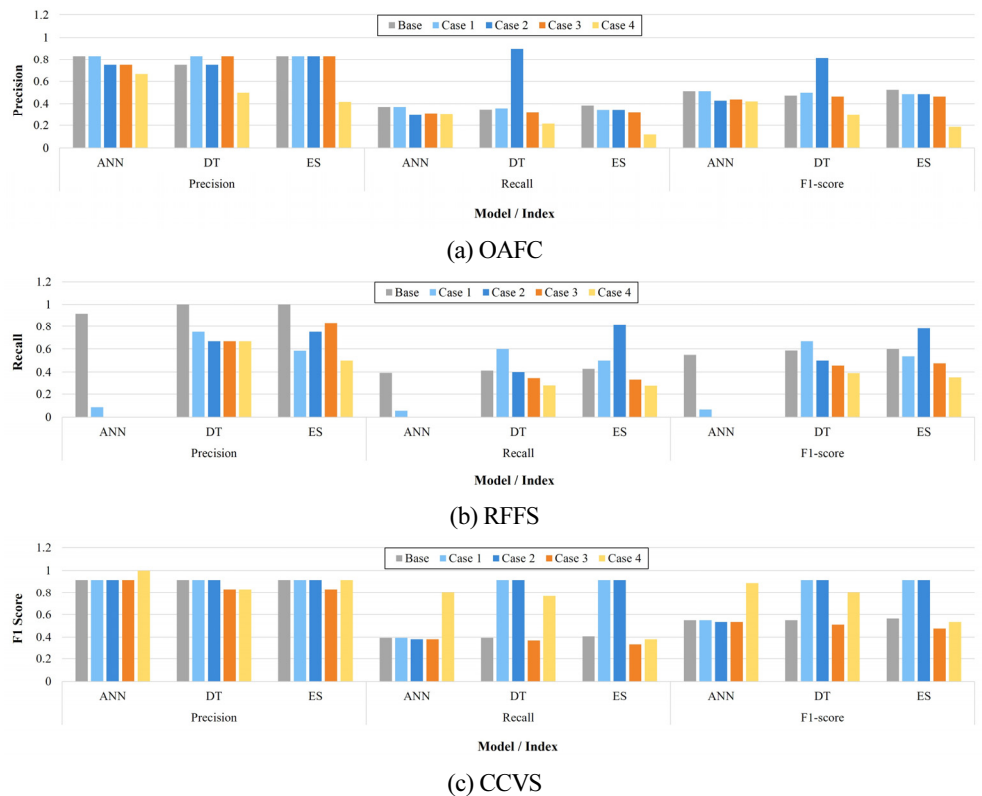 1.2
Base Case 1 Case 2 Case 3 Case 4
1
0.8
0.6
0.4
0.2
0
Precision
ANN DT ES ANN DT ES ANN DT ES
Precision Recall F1-score
Model / Index
(a) OAFC
1.2
Base Case 1 Case 2 Case 3 Case 4
1
0.8
0.6
0.4
0.2
0
Recall
ANN DT ES ANN DT ES ANN DT ES
Precision Recall F1-score
Model / Index
(b) RFFS
1.2
Base Case 1 Case 2 Case 3 Case 4
1
0.8
0.6
0.4
0.2
0
F1 Score
ANN DT ES ANN DT ES ANN DT ES
Precision Recall F1-score
Model / Index
(c) CCVS